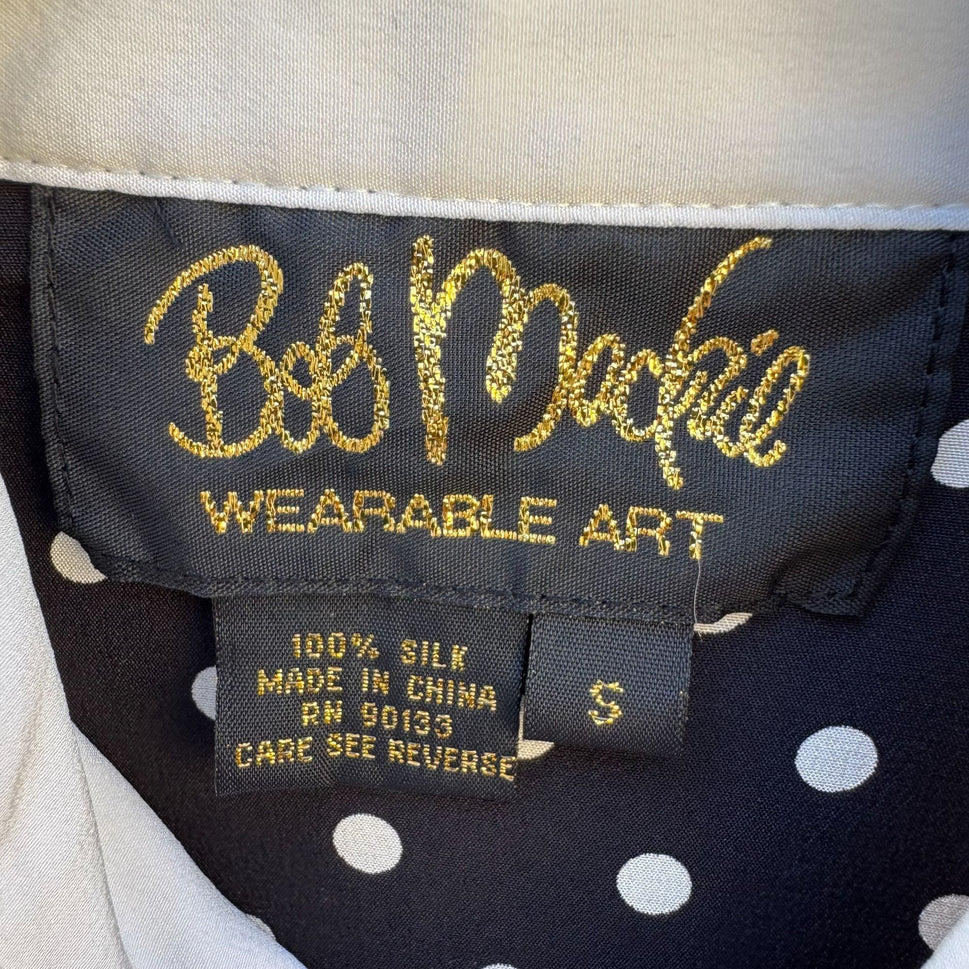 Bob Mackie
WEARABLE ART
100% SILK
MADE IN CHINA
RN 90133
CARE SEE REVERSE
S